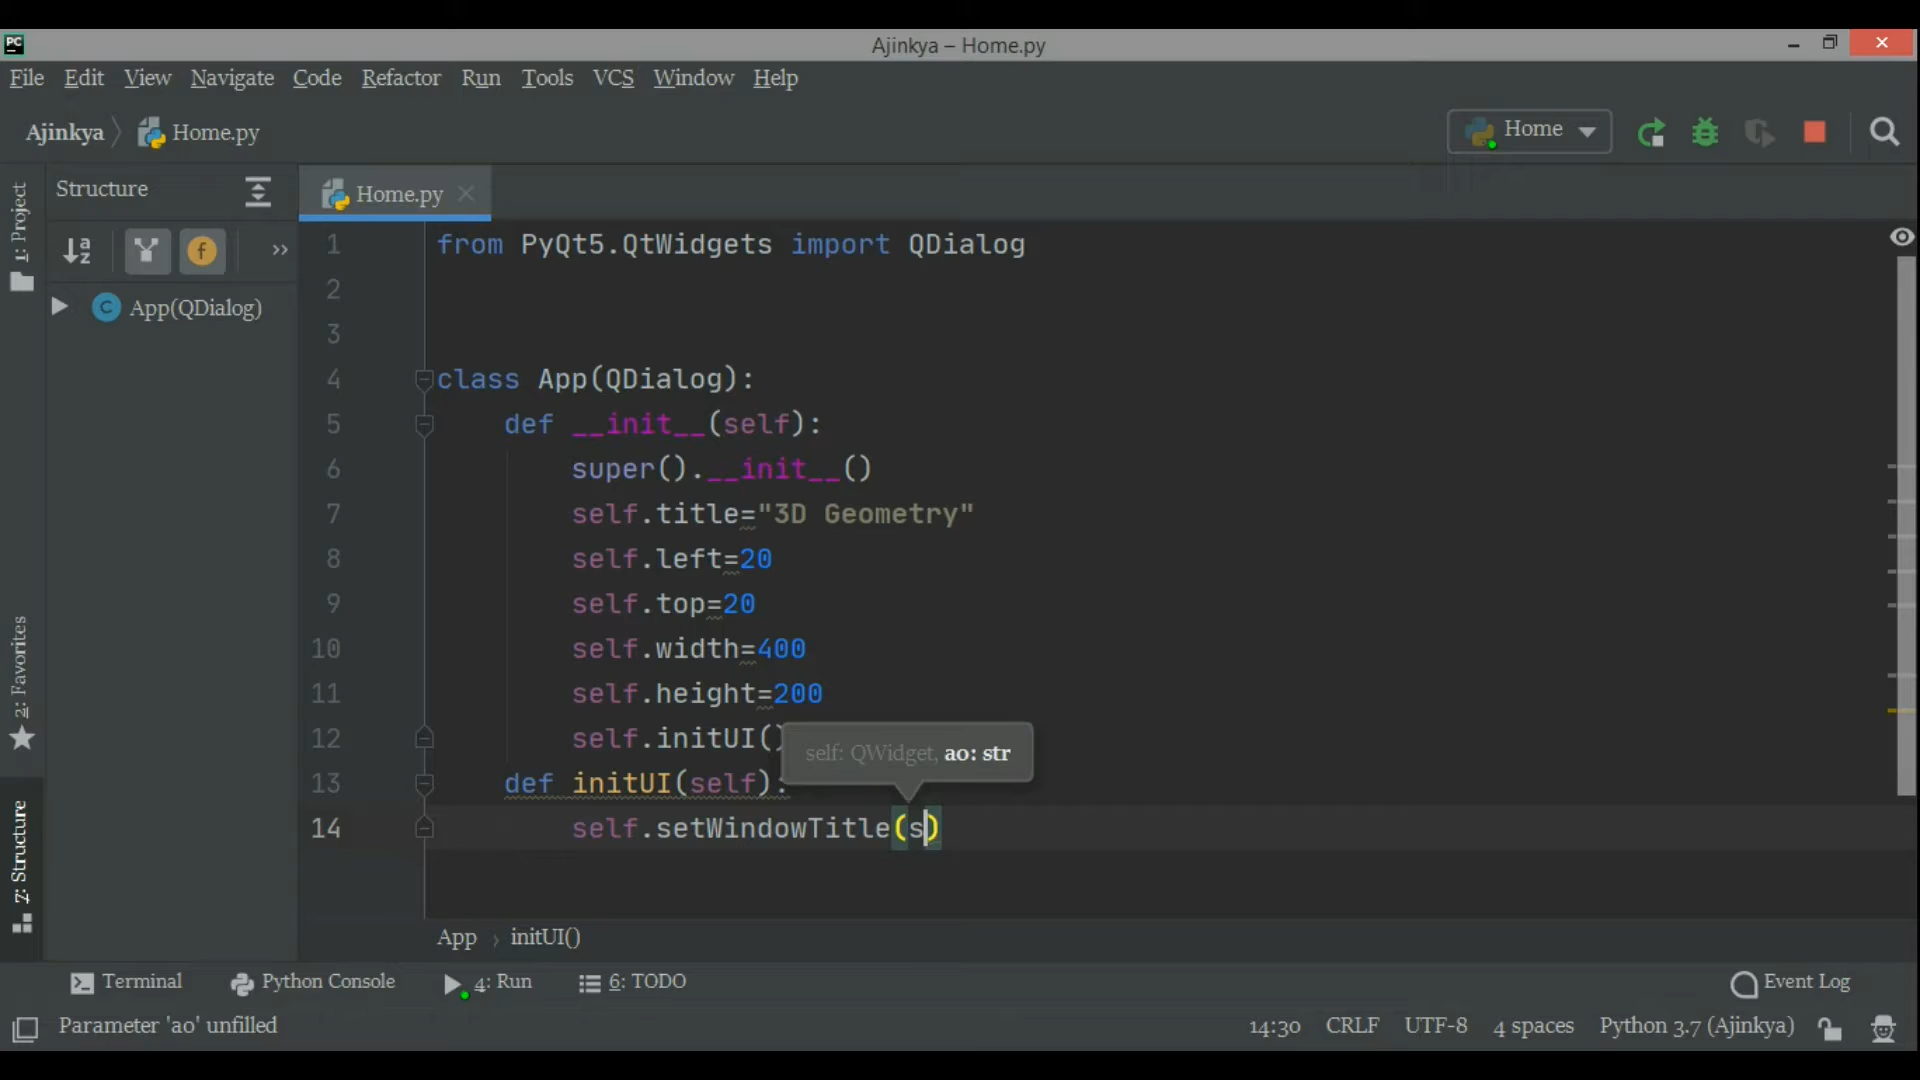 PC
Ajinkya – Home.py
File Edit View Navigate Code Refactor Run Tools VCS Window Help
Ajinkya Home.py
Home
1: Project
Structure
Home.py
App(QDialog)
1 from PyQt5.QtWidgets import QDialog
2
3
4 class App(QDialog):
5 def __init__(self):
6 super().__init__()
7 self.title="3D Geometry"
8 self.left=20
9 self.top=20
10 self.width=400
11 self.height=200
12 self.initUI()
self: QWidget, ao: str
13 def initUI(self):
14 self.setWindowTitle(s)
2: Favorites
Z: Structure
App › initUI()
Terminal Python Console 4: Run 6: TODO Event Log
Parameter 'ao' unfilled 14:30 CRLF UTF-8 4 spaces Python 3.7 (Ajinkya)